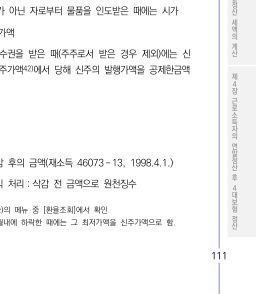 가 아닌 자로부터 물품을 인도받은 때에는 시가
가액
수권을 받은 때(주주로서 받은 경우 제외)에는 신
주가액42)에서 당해 신주의 발행가액을 공제한금액
감 후의 금액(재소득 46073-13, 1998.4.1.)
 처리 : 삭감 전 금액으로 원천징수
)의 메뉴 중 [환율조회]에서 확인
월내에 하락한 때에는 그 최저가액을 신주가액으로 함.
세액의 계산
제4장 근로소득자의 연말정산 후 4대보험 정산
111